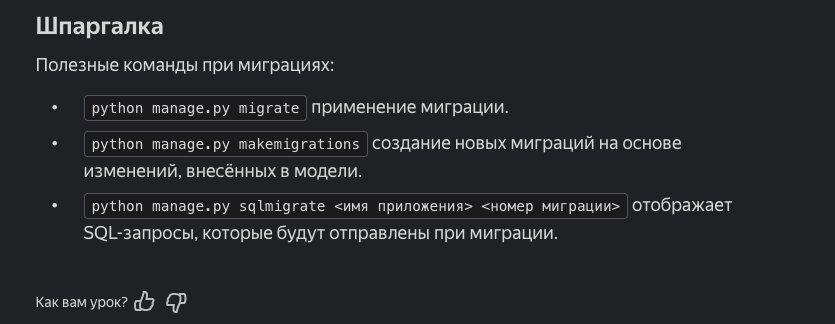 Шпаргалка
Полезные команды при миграциях:
• python manage.py migrate применение миграции.
• python manage.py makemigrations создание новых миграций на основе
изменений, внесённых в модели.
• python manage.py sqlmigrate <имя приложения> <номер миграции> отображает
SQL-запросы, которые будут отправлены при миграции.
Как вам урок?